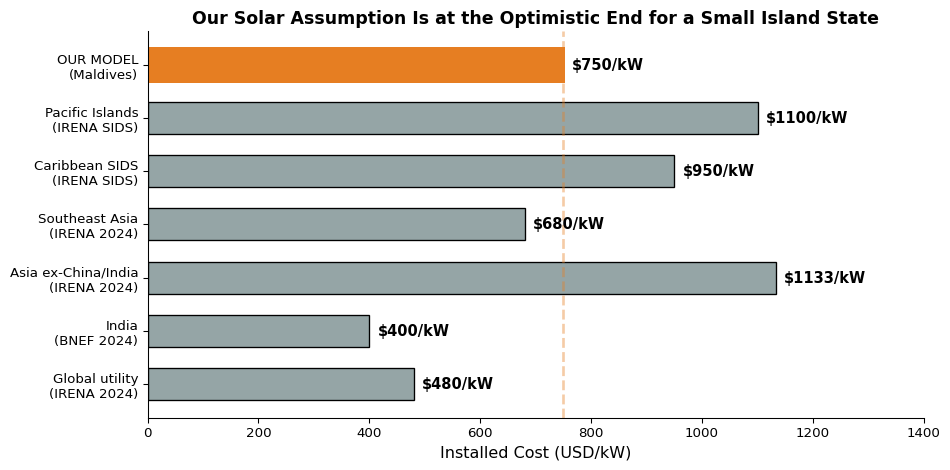 Our Solar Assumption Is at the Optimistic End for a Small Island State
OUR MODEL
(Maldives)
$750/kW
Pacific Islands
(IRENA SIDS)
$1100/kW
Caribbean SIDS
(IRENA SIDS)
$950/kW
Southeast Asia
(IRENA 2024)
$680/kW
Asia ex-China/India
(IRENA 2024)
$1133/kW
India
(BNEF 2024)
$400/kW
Global utility
(IRENA 2024)
$480/kW
0 200 400 600 800 1000 1200 1400
Installed Cost (USD/kW)